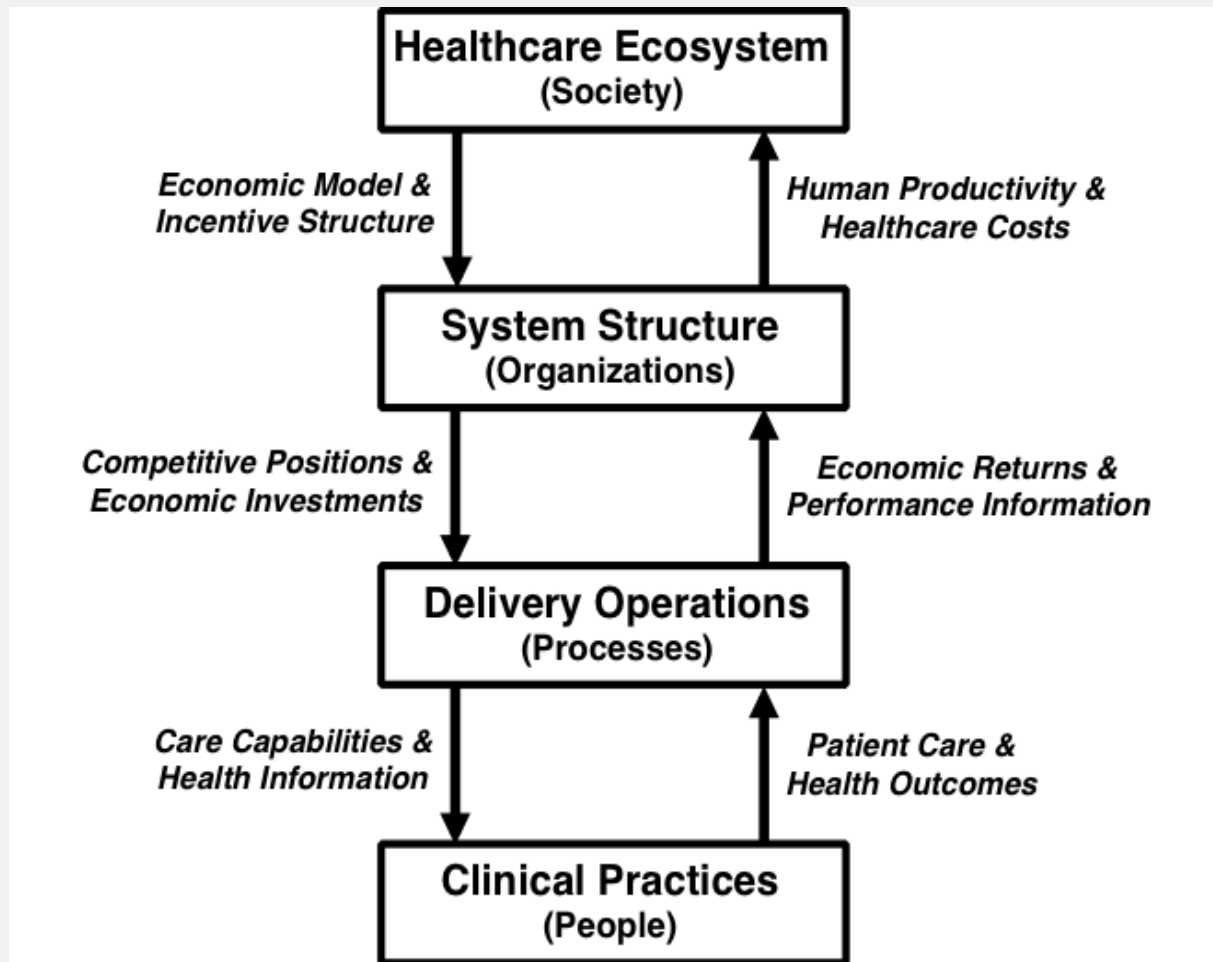 Healthcare Ecosystem
(Society)
Economic Model &
Incentive Structure
Human Productivity &
Healthcare Costs
System Structure
(Organizations)
Competitive Positions &
Economic Investments
Economic Returns &
Performance Information
Delivery Operations
(Processes)
Care Capabilities &
Health Information
Patient Care &
Health Outcomes
Clinical Practices
(People)